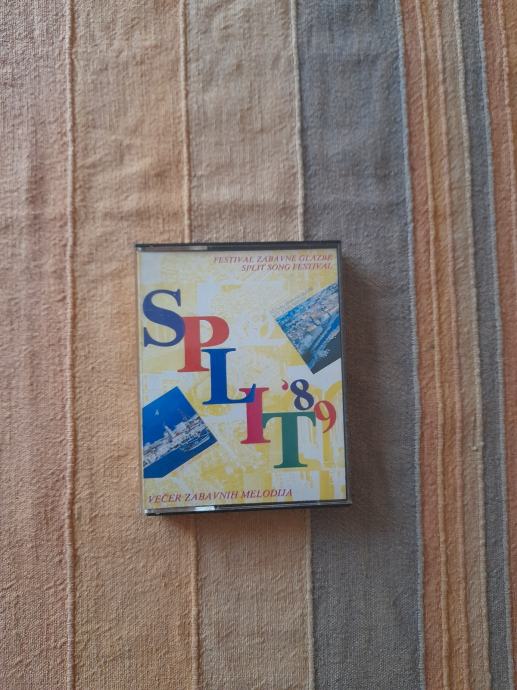 FESTIVAL ZABAVNE GLAZBE
SPLIT SONG FESTIVAL
SPLIT '89
VEČER ZABAVNIH MELODIJA